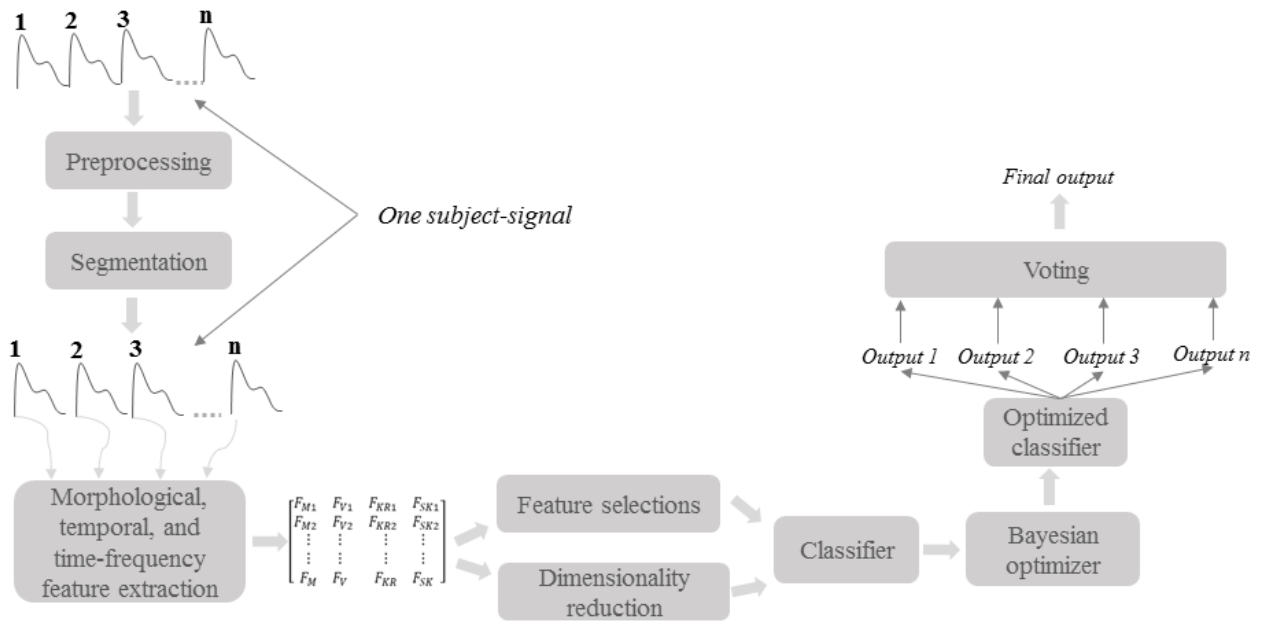 1 2 3 n
Preprocessing
Segmentation
One subject-signal
1 2 3 n
Morphological,
temporal, and
time-frequency
feature extraction
F_M1 F_V1 F_KR1 F_SK1
F_M2 F_V2 F_KR2 F_SK2
⋮ ⋮ ⋮ ⋮
⋮ ⋮ ⋮ ⋮
F_M F_V F_KR F_SK
Feature selections
Dimensionality
reduction
Classifier
Bayesian
optimizer
Optimized
classifier
Output 1 Output 2 Output 3 Output n
Voting
Final output